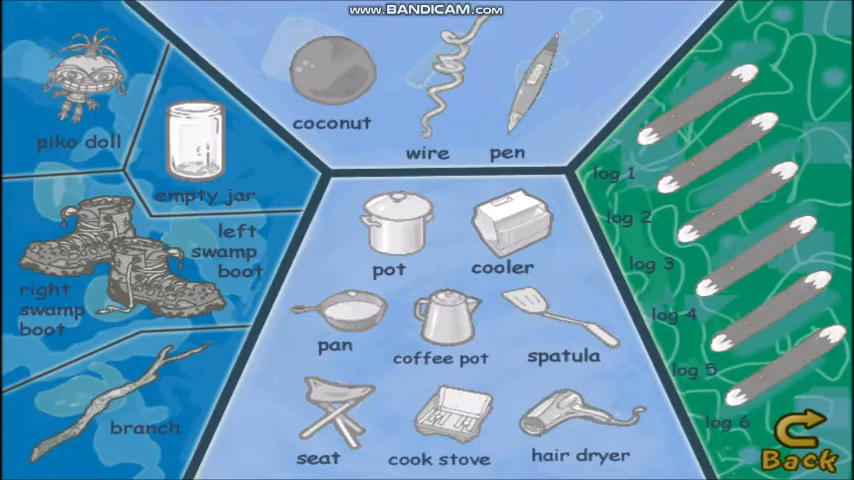 www.BANDICAM.com
piko doll
empty jar
left
swamp
boot
right
swamp
boot
branch
coconut
wire
pen
pot
cooler
pan
coffee pot
spatula
seat
cook stove
hair dryer
log 1
log 2
log 3
log 4
log 5
log 6
Back